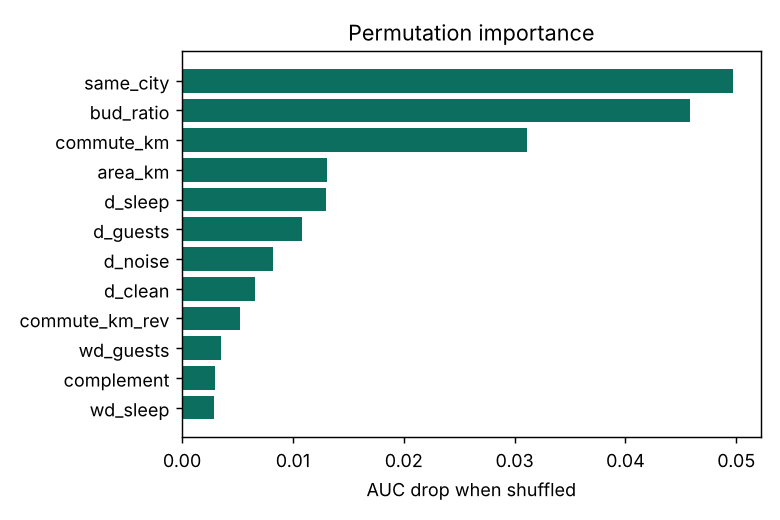 Permutation importance
same_city
bud_ratio
commute_km
area_km
d_sleep
d_guests
d_noise
d_clean
commute_km_rev
wd_guests
complement
wd_sleep
0.00 0.01 0.02 0.03 0.04 0.05
AUC drop when shuffled